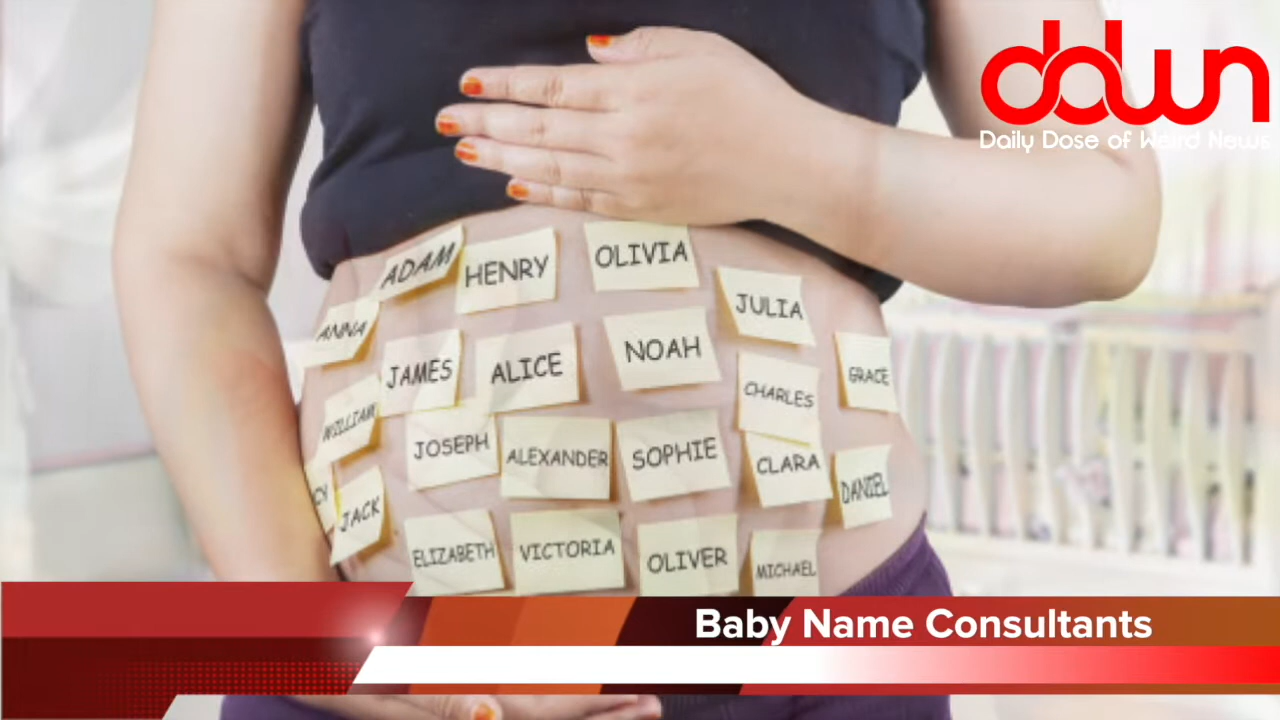 ddwn
Daily Dose of Weird News
ADAM
HENRY
OLIVIA
JULIA
ANNA
JAMES
ALICE
NOAH
CHARLES
GRACE
WILLIAM
JOSEPH
ALEXANDER
SOPHIE
CLARA
DANIEL
CY
JACK
ELIZABETH
VICTORIA
OLIVER
MICHAEL
Baby Name Consultants